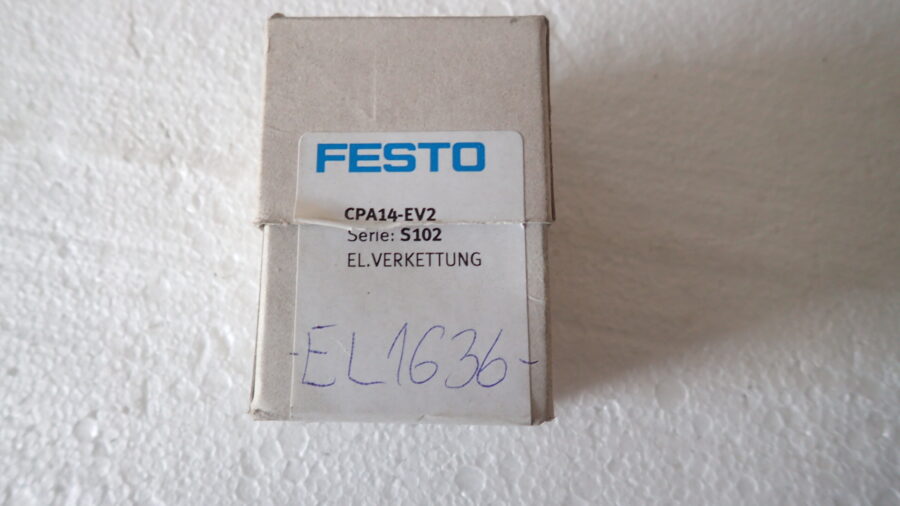 FESTO
CPA14-EV2
Serie: S102
EL.VERKETTUNG
-EL1636-